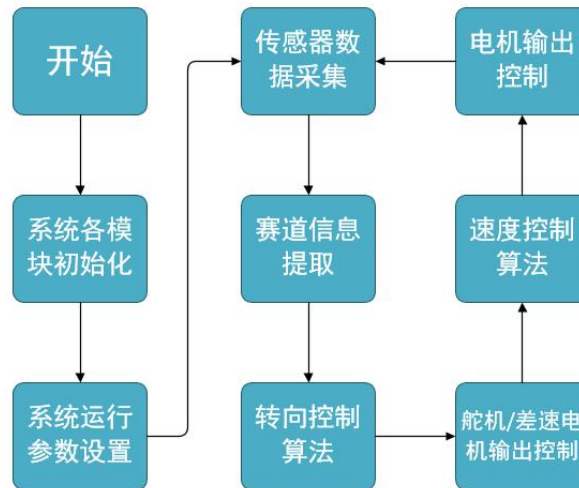 开始
系统各模
块初始化
系统运行
参数设置
传感器数
据采集
赛道信息
提取
转向控制
算法
舵机/差速电
机输出控制
速度控制
算法
电机输出
控制